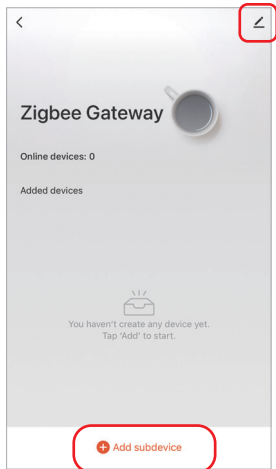 Zigbee Gateway
Online devices: 0
Added devices
You haven't create any device yet.
Tap 'Add' to start.
Add subdevice